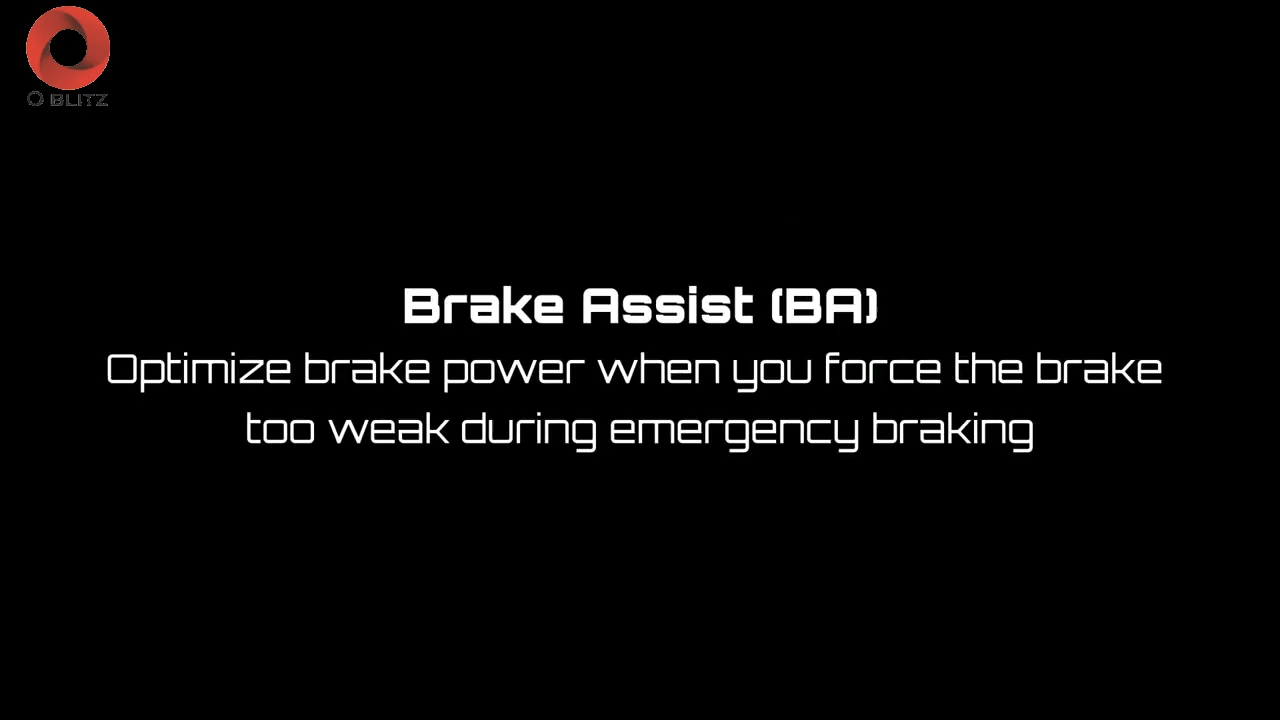 O BLITZ
Brake Assist (BA)
Optimize brake power when you force the brake
too weak during emergency braking